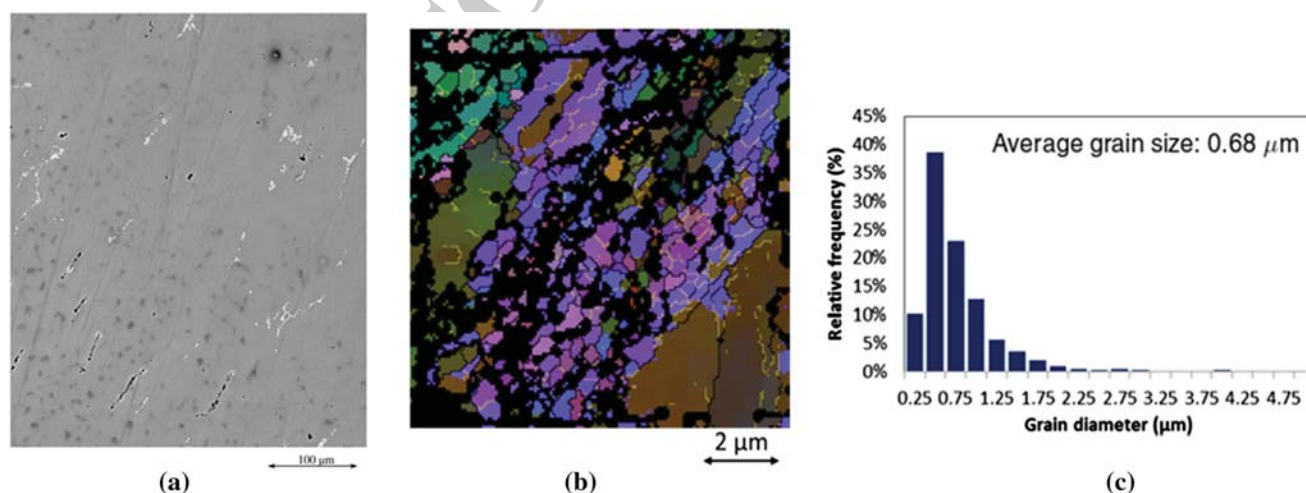 100 μm
(a)
2 μm
(b)
45%
40%
35%
30%
25%
20%
15%
10%
5%
0%
Relative frequency (%)
Average grain size: 0.68 μm
0.25 0.75 1.25 1.75 2.25 2.75 3.25 3.75 4.25 4.75
Grain diameter (μm)
(c)